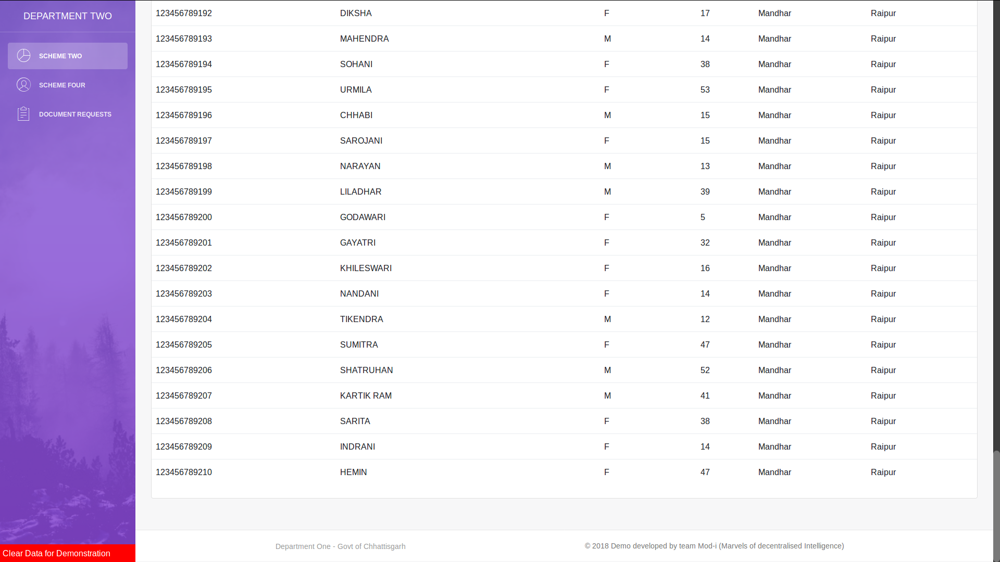 DEPARTMENT TWO
SCHEME TWO
SCHEME FOUR
DOCUMENT REQUESTS
Clear Data for Demonstration
123456789192 DIKSHA F 17 Mandhar Raipur
123456789193 MAHENDRA M 14 Mandhar Raipur
123456789194 SOHANI F 38 Mandhar Raipur
123456789195 URMILA F 53 Mandhar Raipur
123456789196 CHHABI M 15 Mandhar Raipur
123456789197 SAROJANI F 15 Mandhar Raipur
123456789198 NARAYAN M 13 Mandhar Raipur
123456789199 LILADHAR M 39 Mandhar Raipur
123456789200 GODAWARI F 5 Mandhar Raipur
123456789201 GAYATRI F 32 Mandhar Raipur
123456789202 KHILESWARI F 16 Mandhar Raipur
123456789203 NANDANI F 14 Mandhar Raipur
123456789204 TIKENDRA M 12 Mandhar Raipur
123456789205 SUMITRA F 47 Mandhar Raipur
123456789206 SHATRUHAN M 52 Mandhar Raipur
123456789207 KARTIK RAM M 41 Mandhar Raipur
123456789208 SARITA F 38 Mandhar Raipur
123456789209 INDRANI F 14 Mandhar Raipur
123456789210 HEMIN F 47 Mandhar Raipur
Department One - Govt of Chhattisgarh
© 2018 Demo developed by team Mod-i (Marvels of decentralised Intelligence)